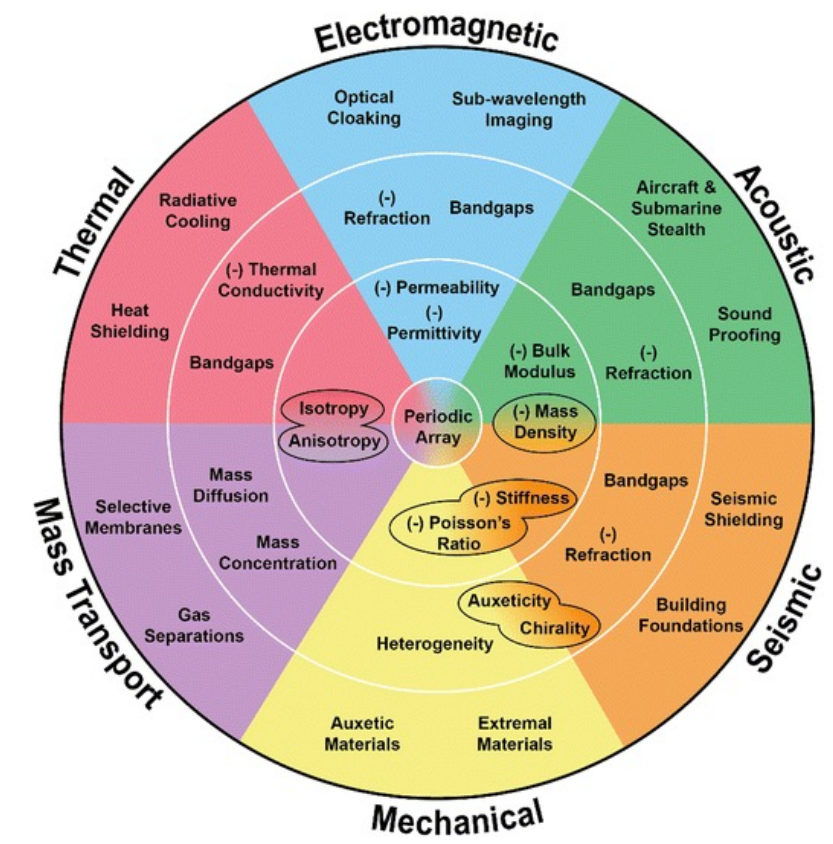 Electromagnetic
Optical
Cloaking
Sub-wavelength
Imaging
(-)
Refraction
Bandgaps
(-) Permeability
(-)
Permittivity
Acoustic
Aircraft &
Submarine
Stealth
Sound
Proofing
Bandgaps
(-)
Refraction
(-) Bulk
Modulus
(-) Mass
Density
Seismic
Seismic
Shielding
Building
Foundations
Bandgaps
(-)
Refraction
(-) Stiffness
(-) Poisson's
Ratio
Auxeticity
Chirality
Heterogeneity
Auxetic
Materials
Extremal
Materials
Mechanical
Mass Transport
Selective
Membranes
Gas
Separations
Mass
Diffusion
Mass
Concentration
Anisotropy
Isotropy
Thermal
Radiative
Cooling
Heat
Shielding
(-) Thermal
Conductivity
Bandgaps
Periodic
Array